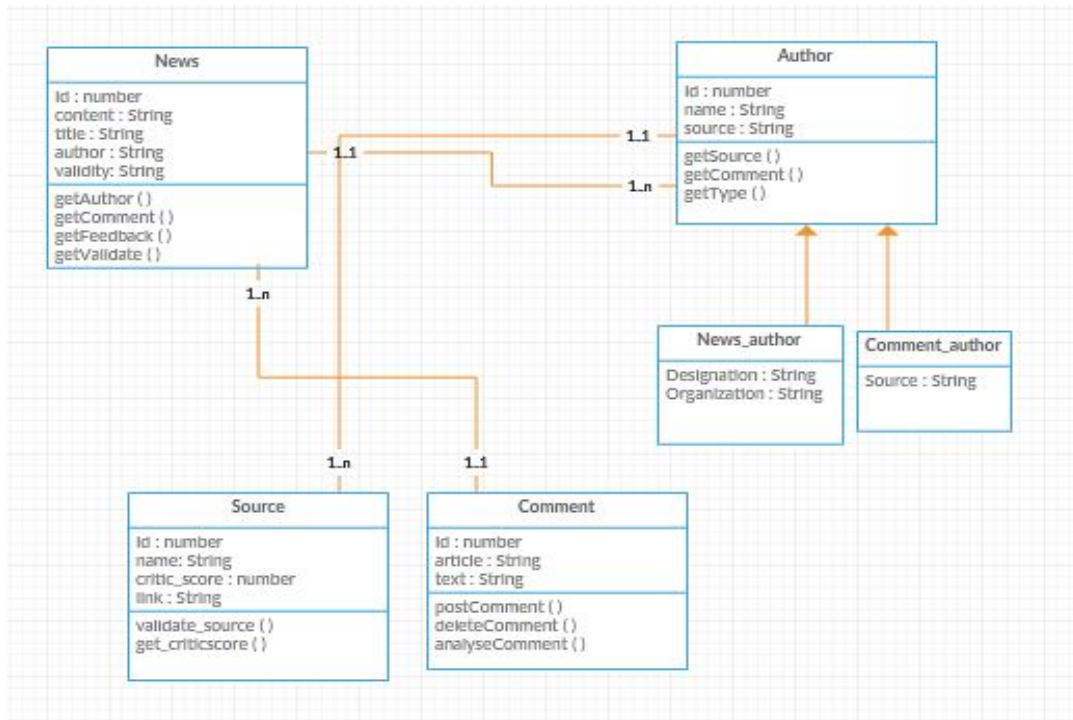 News
Id : number
content : String
title : String
author : String
validity: String
getAuthor ( )
getComment ( )
getFeedback ( )
getValidate ( )
Author
Id : number
name : String
source : String
getSource ( )
getComment ( )
getType ( )
1..1
1..1
1..n
1..n
News_author
Designation : String
Organization : String
Comment_author
Source : String
1..n
1..1
Source
Id : number
name: String
critic_score : number
link : String
validate_source ( )
get_criticscore ( )
Comment
Id : number
article : String
text : String
postComment ( )
deleteComment ( )
analyseComment ( )